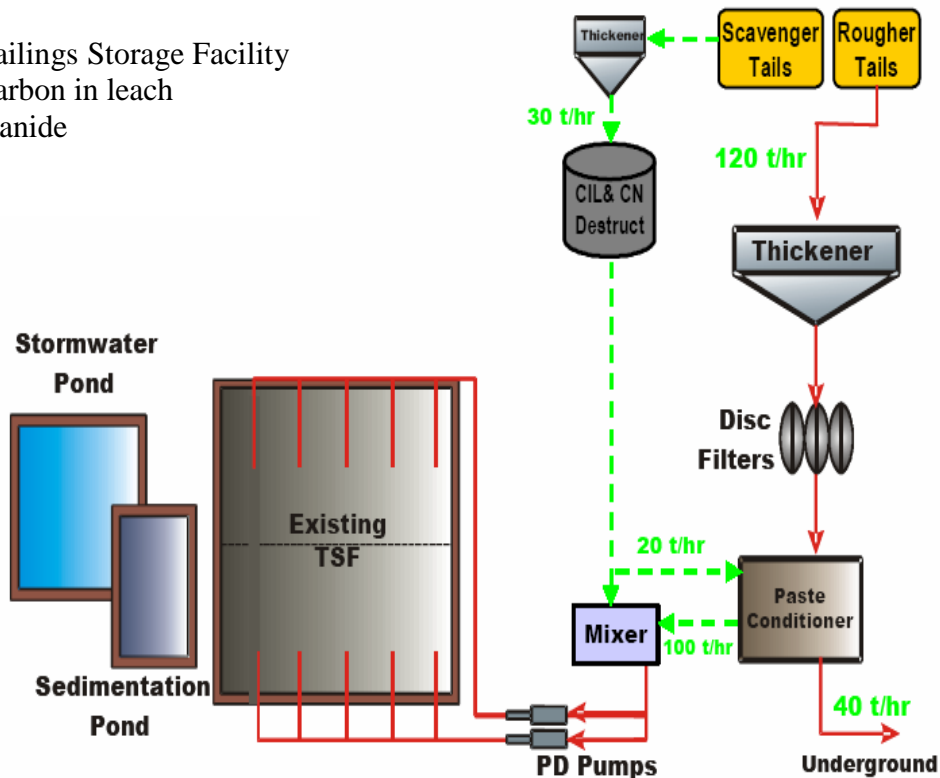 ailings Storage Facility
arbon in leach
anide
Thickener
Scavenger
Tails
Rougher
Tails
30 t/hr
120 t/hr
CIL& CN
Destruct
Thickener
Stormwater
Pond
Disc
Filters
Existing
TSF
20 t/hr
Paste
Conditioner
Mixer
100 t/hr
Sedimentation
Pond
40 t/hr
PD Pumps
Underground